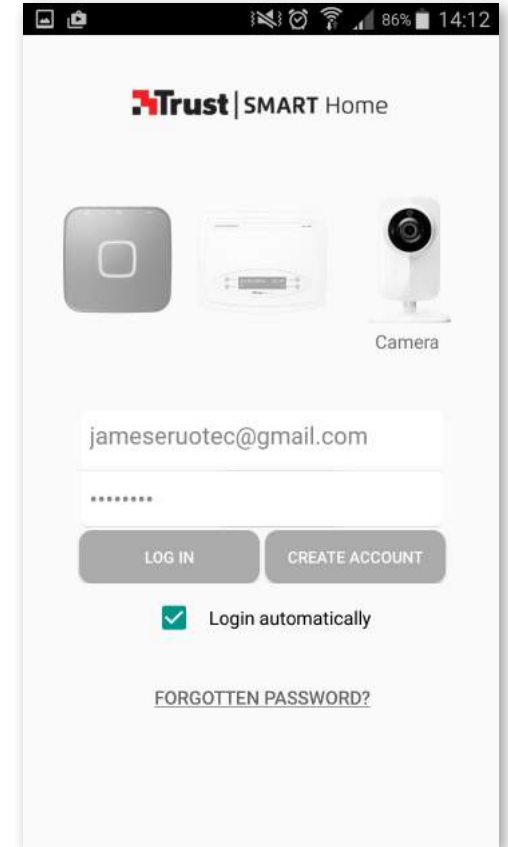 86% 14:12
Trust | SMART Home
Camera
jameseruotec@gmail.com
••••••••
LOG IN
CREATE ACCOUNT
Login automatically
FORGOTTEN PASSWORD?